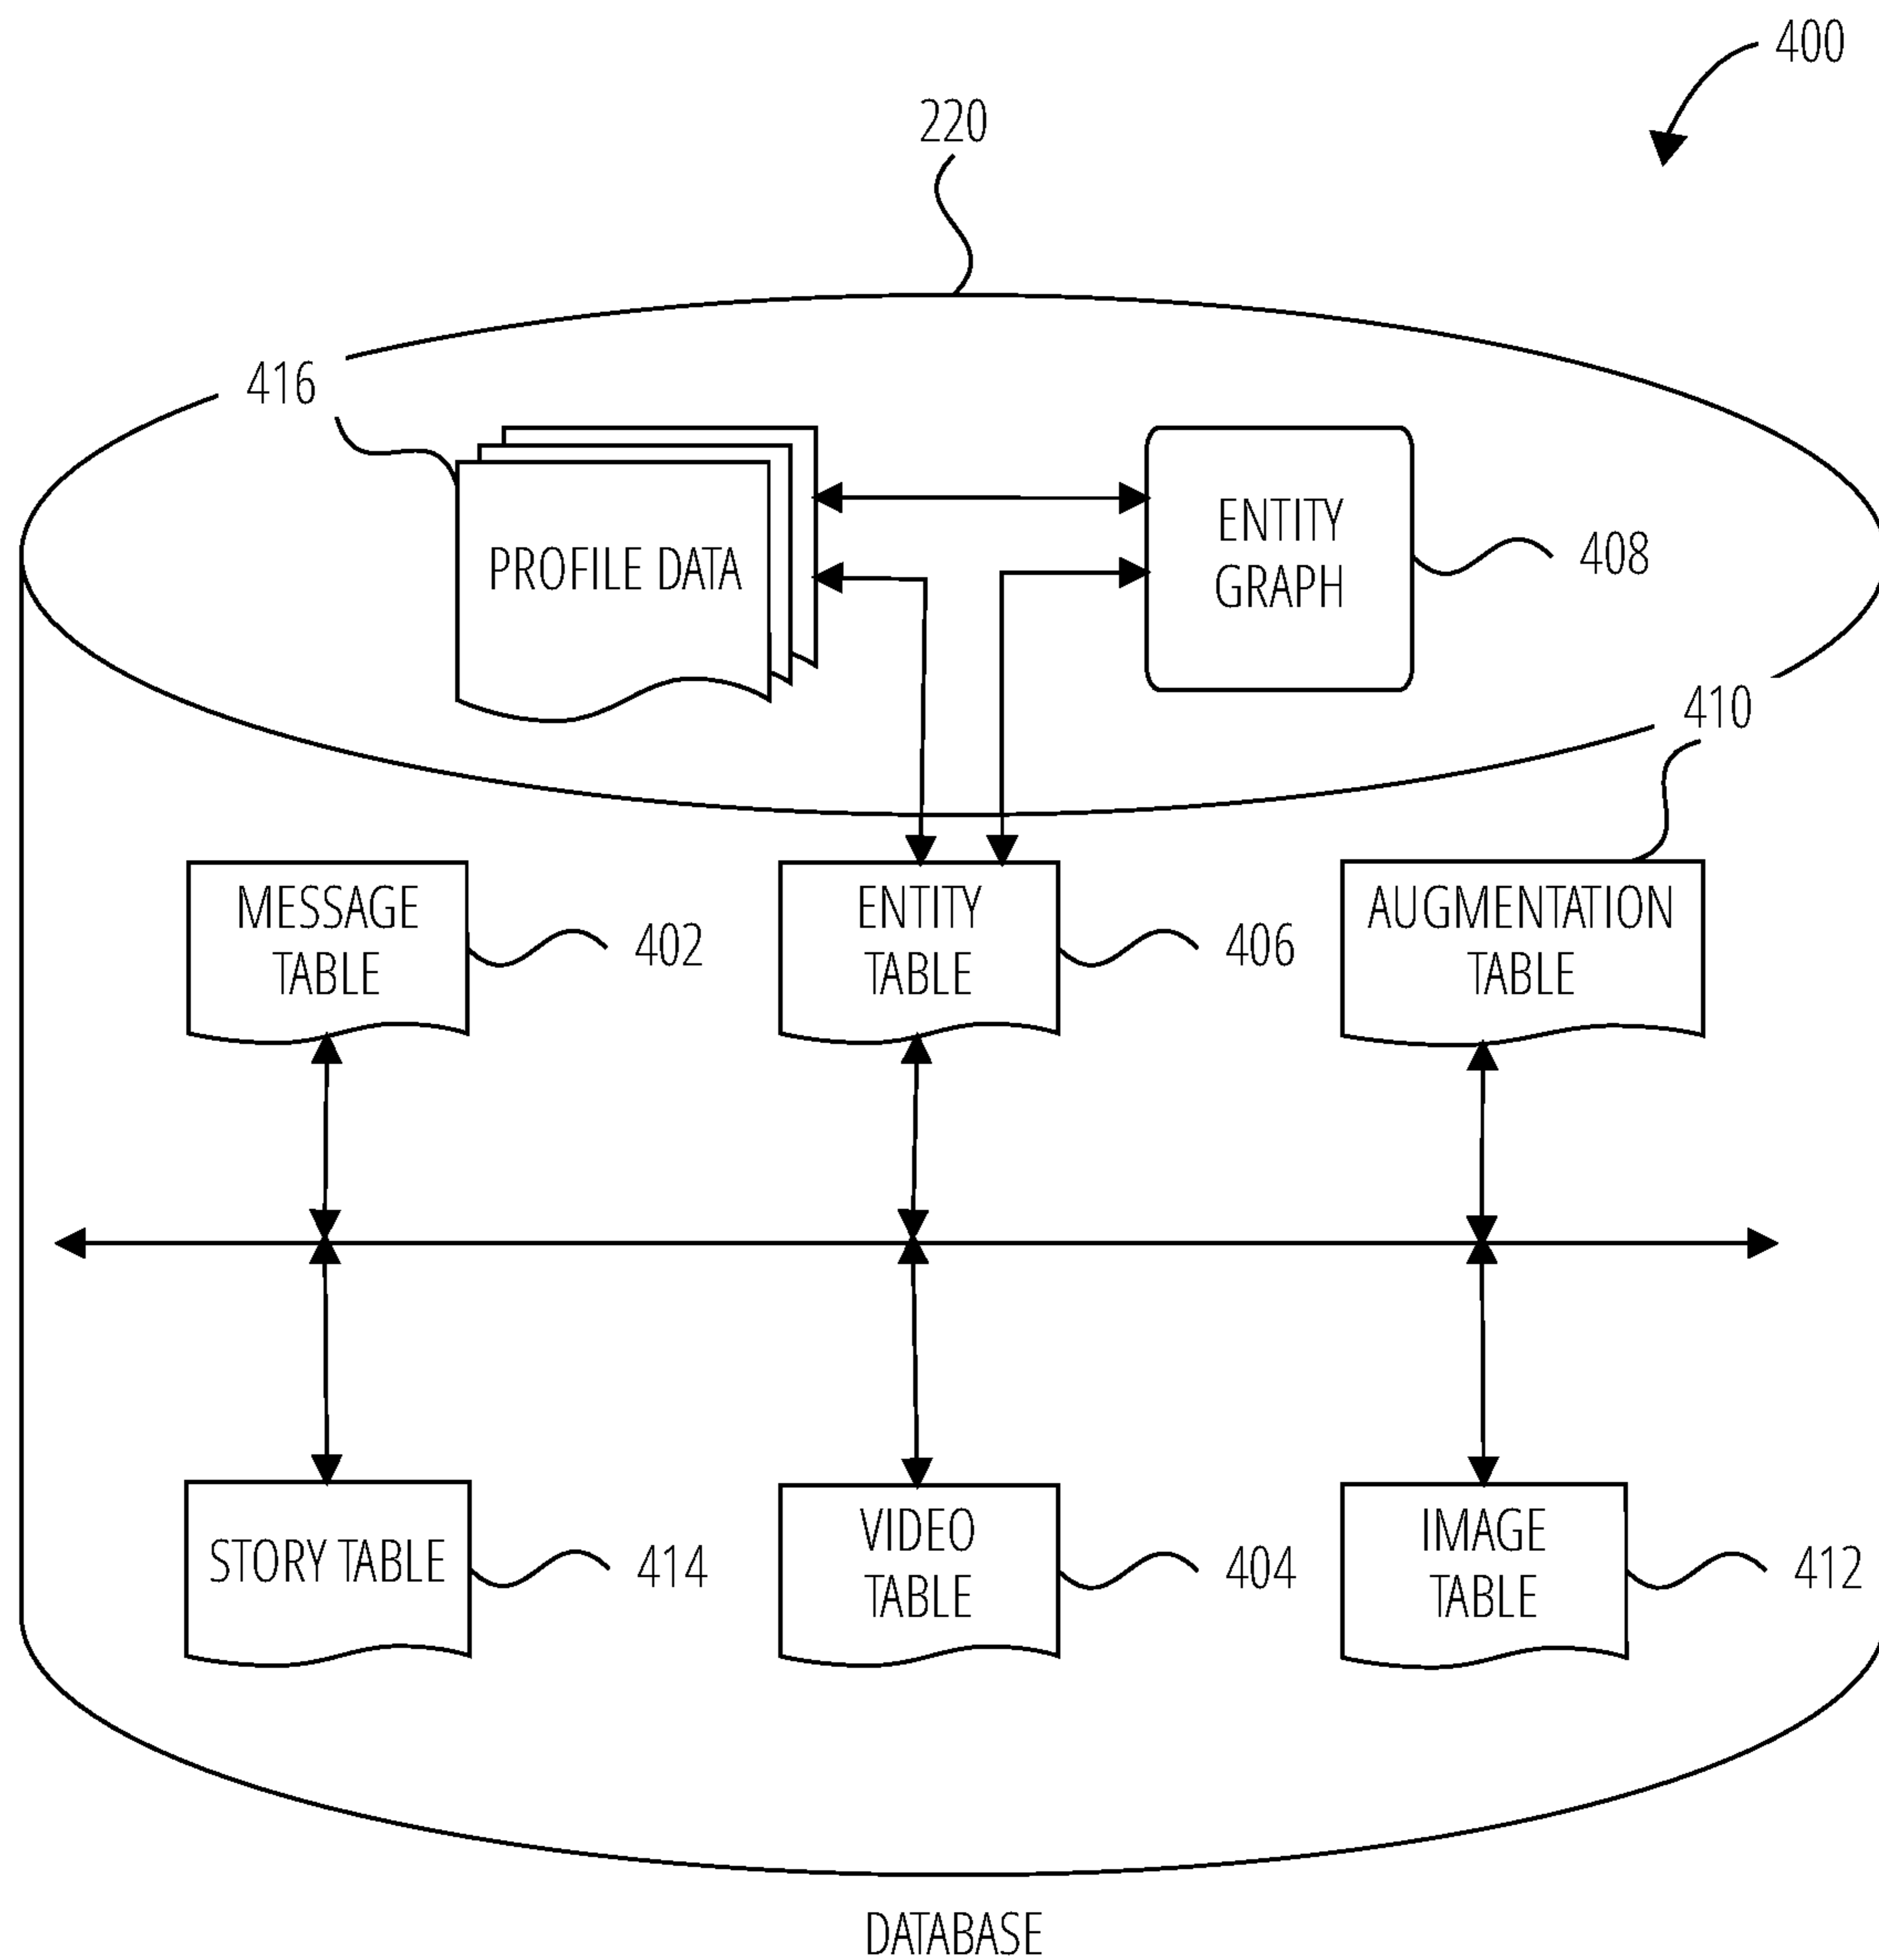 400
220
416
PROFILE DATA
ENTITY
GRAPH
408
410
MESSAGE
TABLE
402
ENTITY
TABLE
406
AUGMENTATION
TABLE
STORY TABLE
414
VIDEO
TABLE
404
IMAGE
TABLE
412
DATABASE